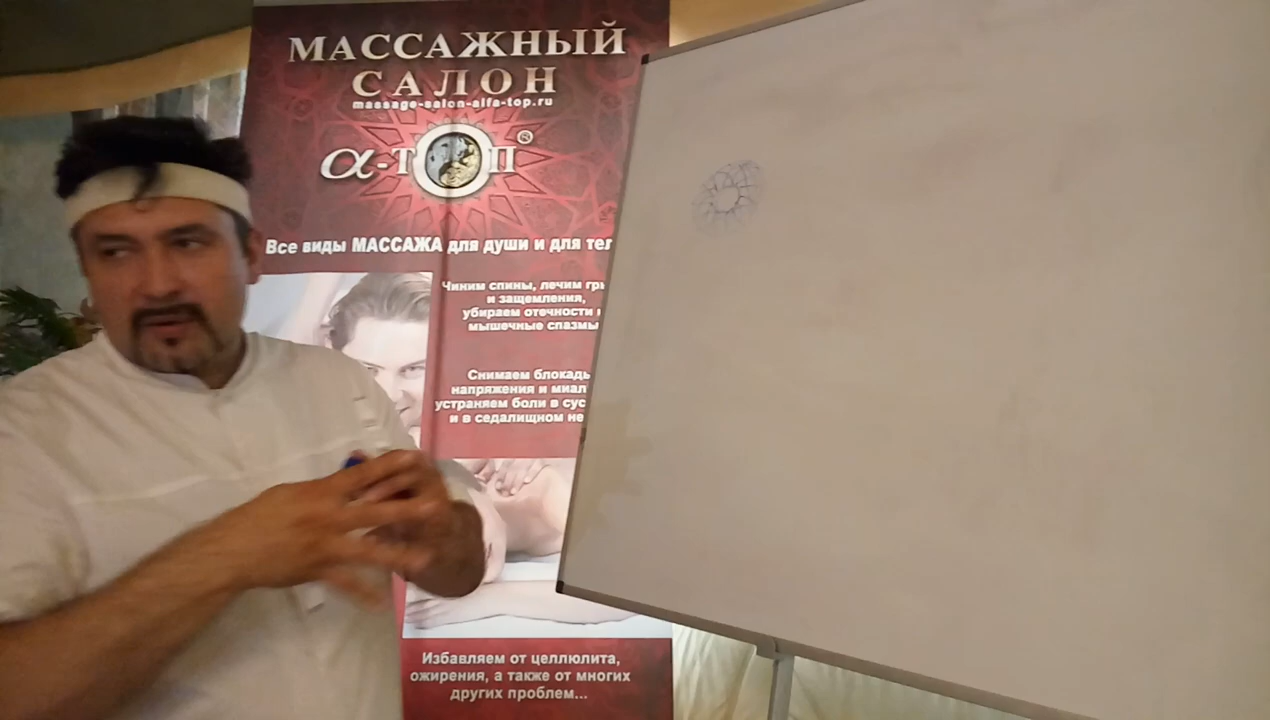 МАССАЖНЫЙ
САЛОН
massage-salon-alfa-top.ru
α-ТОП®
Все виды МАССАЖА для души и для тел
Чиним спины, лечим гры
и защемления,
убираем отечности
мышечные спазмы
Снимаем блокадь
напряжения и миал
устраняем боли в сус
и в седалищном не
Избавляем от целлюлита,
ожирения, а также от многих
других проблем...